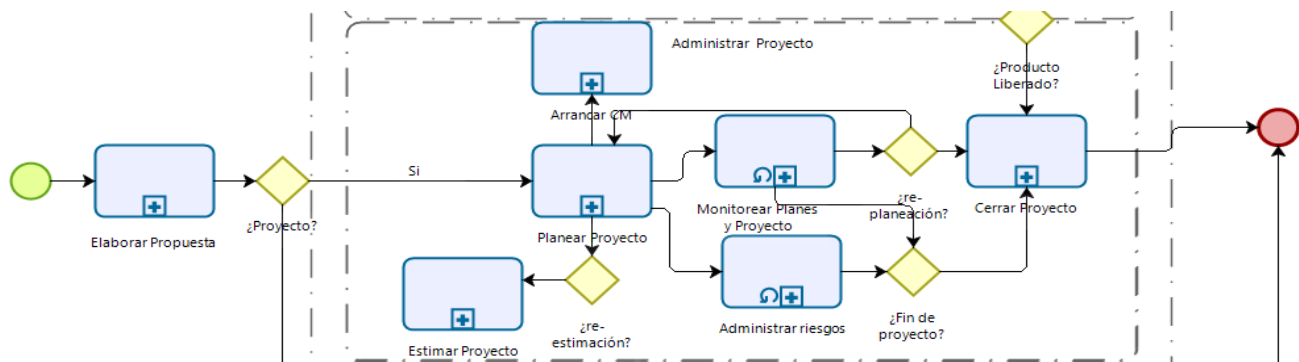 Administrar  Proyecto
¿Producto
Liberado?
Arrancar CM
Si
¿Proyecto?
Elaborar Propuesta
Planear Proyecto
Monitorear Planes
y Proyecto
¿re-
planeación?
Cerrar Proyecto
¿re-
estimación?
Estimar Proyecto
Administrar riesgos
¿Fin de
proyecto?